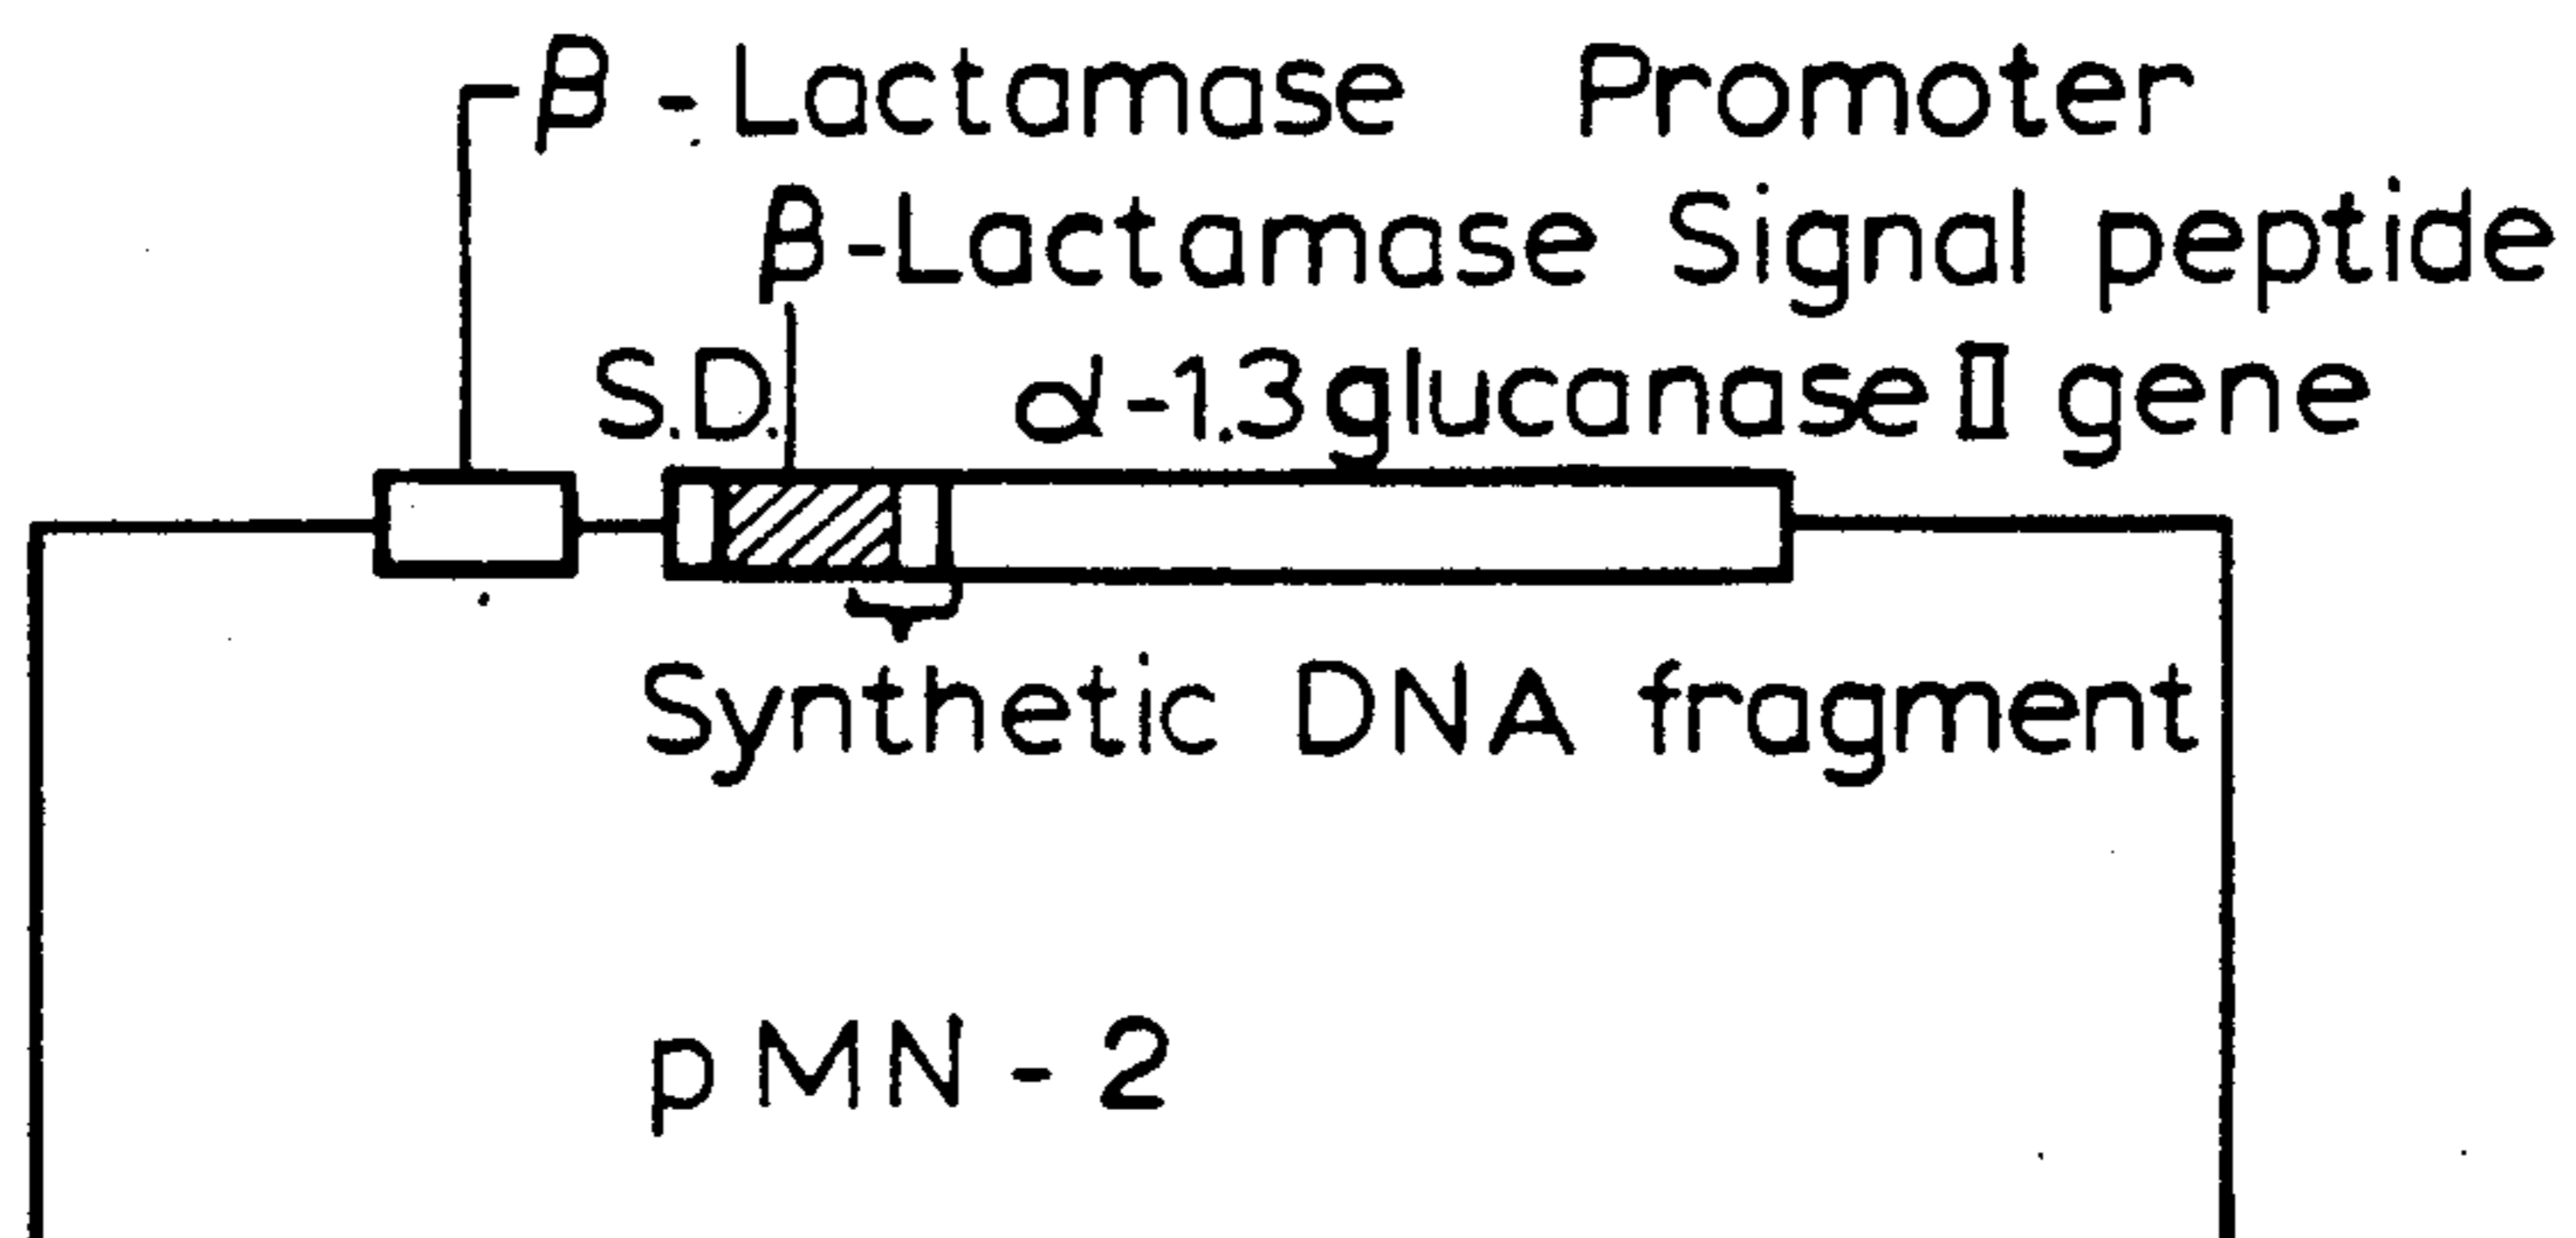 β-Lactamase Promoter
β-Lactamase Signal peptide
S.D. α-1.3 glucanase II gene
Synthetic DNA fragment
pMN-2